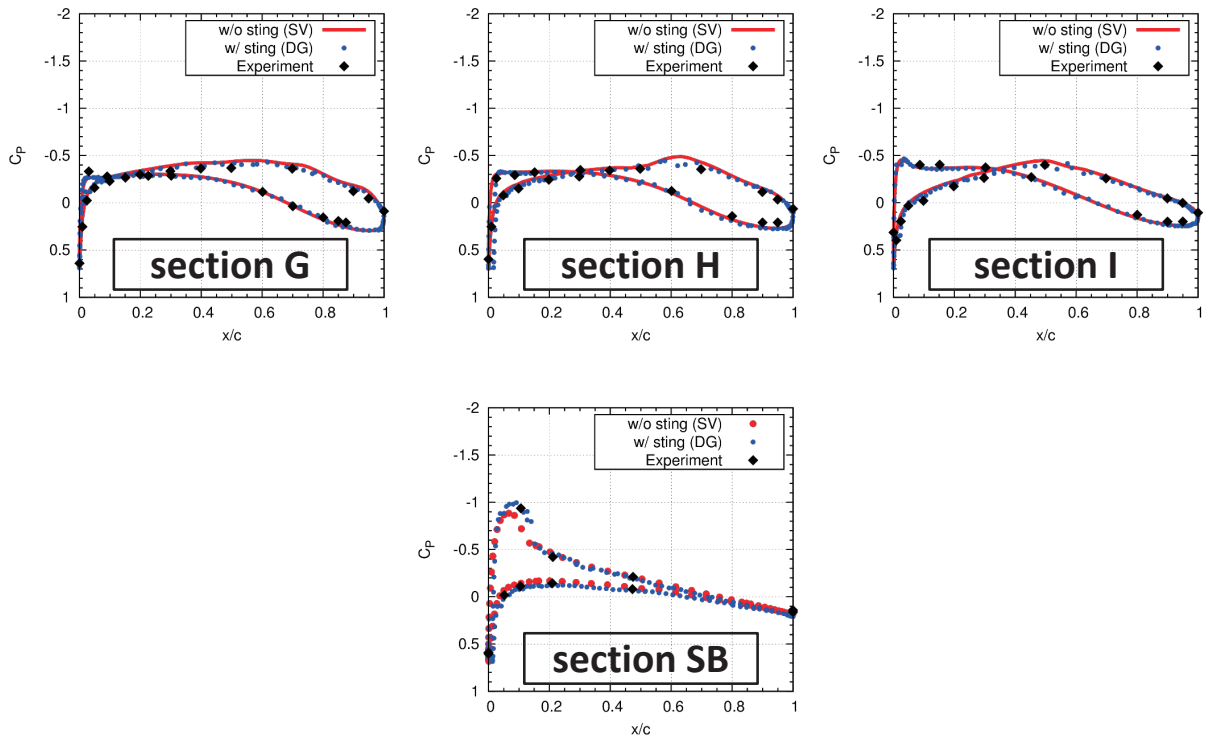 -2
-1.5
-1
-0.5
0
0.5
1
0 0.2 0.4 0.6 0.8 1
C_P
x/c
w/o sting (SV)
w/ sting (DG)
Experiment
section G
-2
-1.5
-1
-0.5
0
0.5
1
0 0.2 0.4 0.6 0.8 1
C_P
x/c
w/o sting (SV)
w/ sting (DG)
Experiment
section H
-2
-1.5
-1
-0.5
0
0.5
1
0 0.2 0.4 0.6 0.8 1
C_P
x/c
w/o sting (SV)
w/ sting (DG)
Experiment
section I
-2
-1.5
-1
-0.5
0
0.5
1
0 0.2 0.4 0.6 0.8 1
C_P
x/c
w/o sting (SV)
w/ sting (DG)
Experiment
section SB